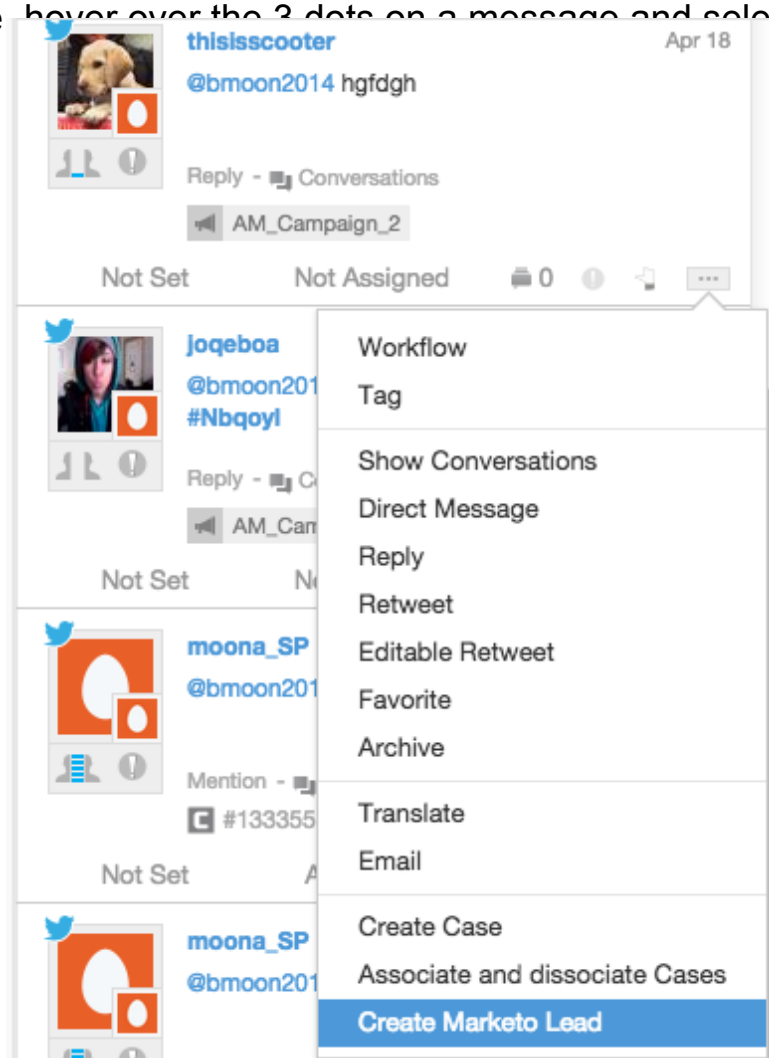 hover over the 3 dots on a message and sele
thisisscooter Apr 18
@bmoon2014 hgfdgh
Reply - Conversations
AM_Campaign_2
Not Set Not Assigned 0
joqeboa
@bmoon201
#Nbqoyl
Reply - Co
AM_Cam
Not Set No
moona_SP
@bmoon201
Mention -
C #133355
Not Set A
moona_SP
@bmoon201
Workflow
Tag
Show Conversations
Direct Message
Reply
Retweet
Editable Retweet
Favorite
Archive
Translate
Email
Create Case
Associate and dissociate Cases
Create Marketo Lead